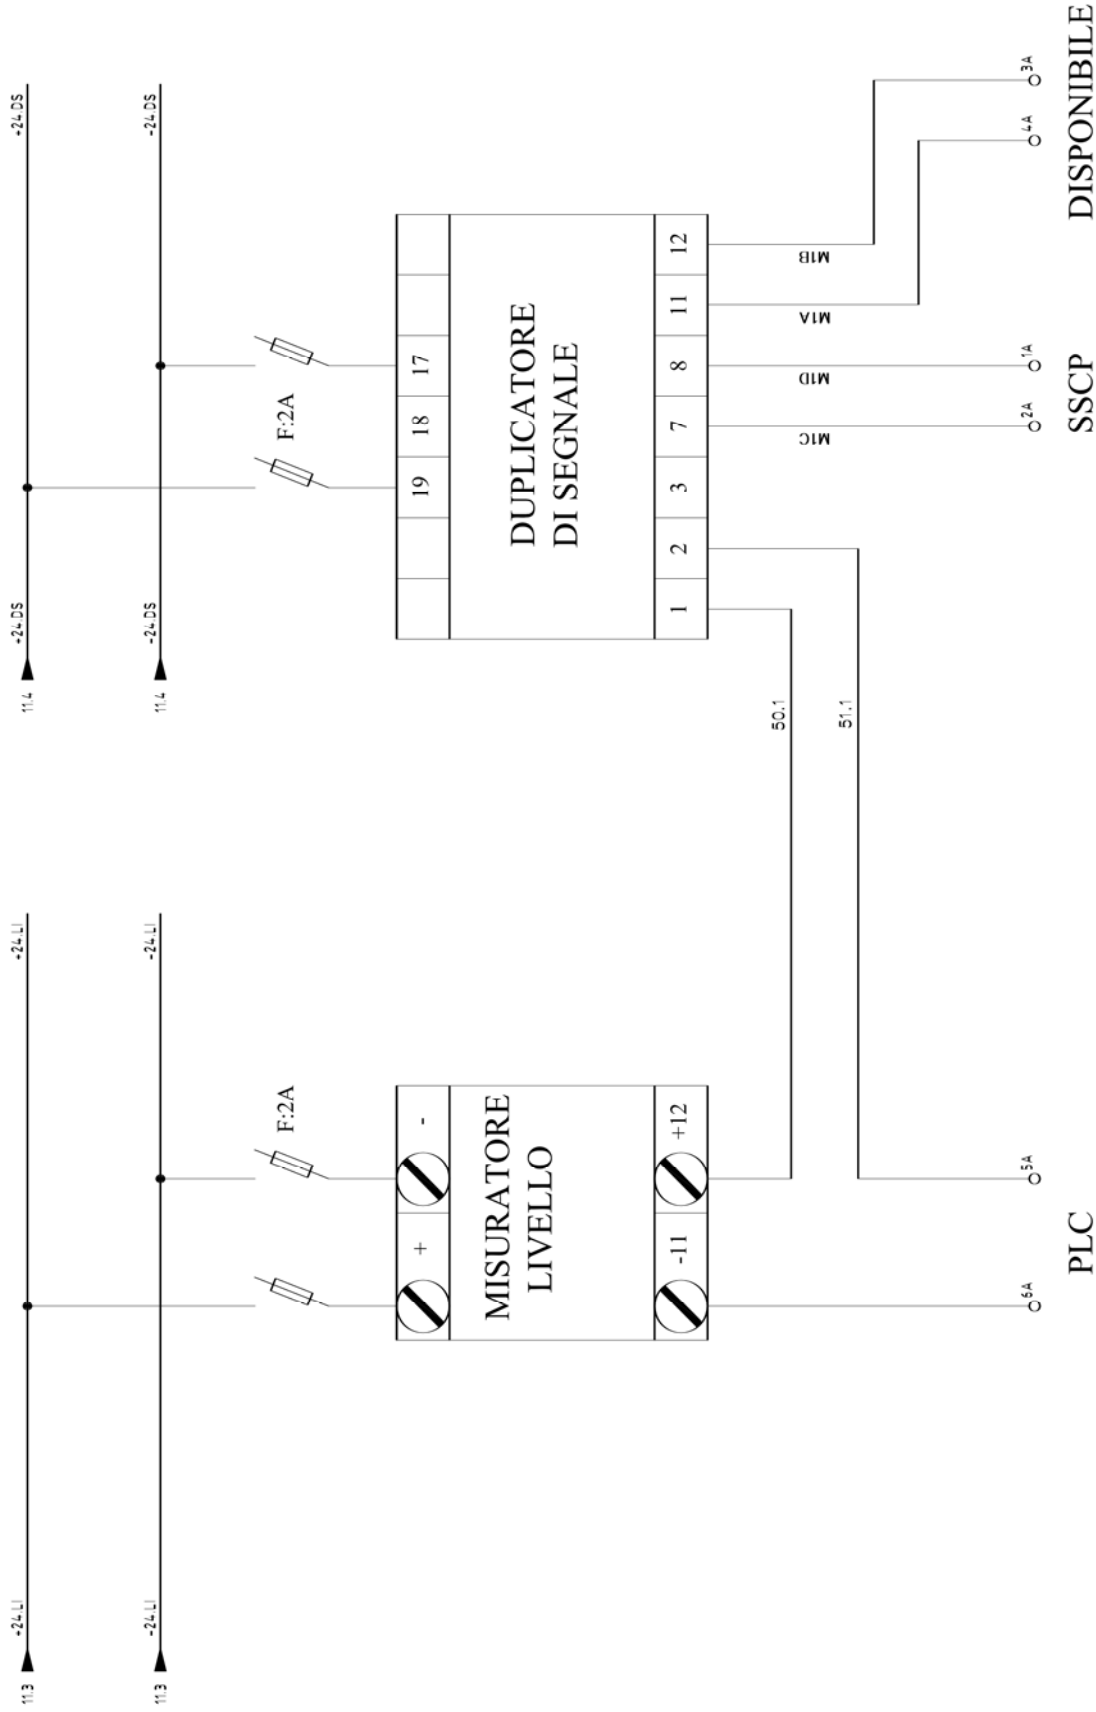 +24.LI
+24.LI
+24.DS
+24.DS
11.3
11.4
-24.LI
-24.LI
-24.DS
-24.DS
11.3
11.4
F:2A
F:2A
+
-
19
18
17
MISURATORE
LIVELLO
DUPLICATORE
DI SEGNALE
-11
+12
1
2
3
7
8
11
12
50.1
51.1
M1C
M1D
M1A
M1B
6A
5A
2A
1A
4A
3A
PLC
SSCP
DISPONIBILE